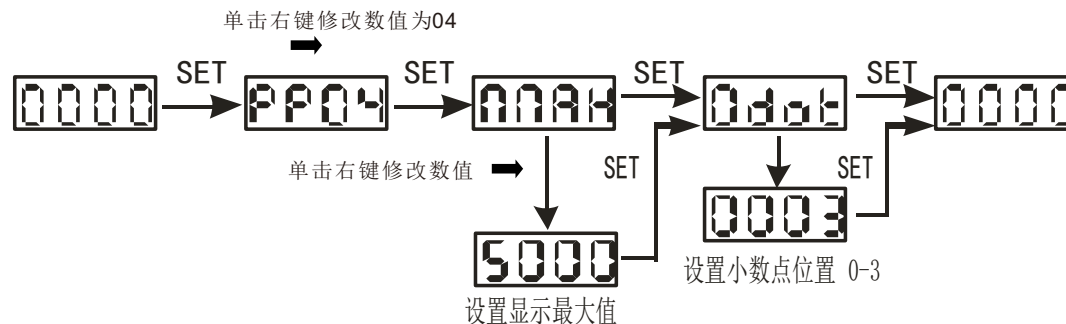 单击右键修改数值为04
SET SET SET SET
0000 PP04 0dot 0000
单击右键修改数值 SET SET
5000 0003
设置小数点位置 0-3
设置显示最大值